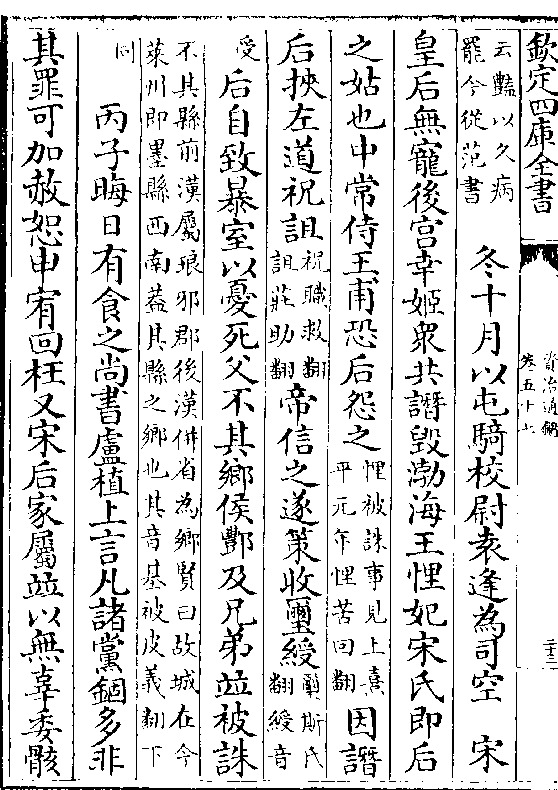 欽定四庫全書
資治通鑑
卷五十七
二十三
云豔以久病
罷今從范書
冬十月以屯騎校尉袁逢為司空　宋
皇后無寵後宮幸姬衆共譖毀渤海王悝妃宋氏即后
之姑也中常侍王甫恐后怨之
悝被誅事見上熹
平元年悝苦回翻
因譖
后挾左道祝詛
祝職救翻
詛莊助翻
帝信之遂策收璽綬
璽斯氏
翻綬音
受
后自致暴室以憂死父不其鄉侯酆及兄弟並被誅
不其縣前漢屬琅邪郡後漢併省為鄉賢曰故城在今
萊州即墨縣西南葢其縣之鄉也其音基被皮義翻下
同
丙子晦日有食之尚書盧植上言凡諸黨錮多非
其罪可加赦恕申宥回枉又宋后家屬並以無辜委骸